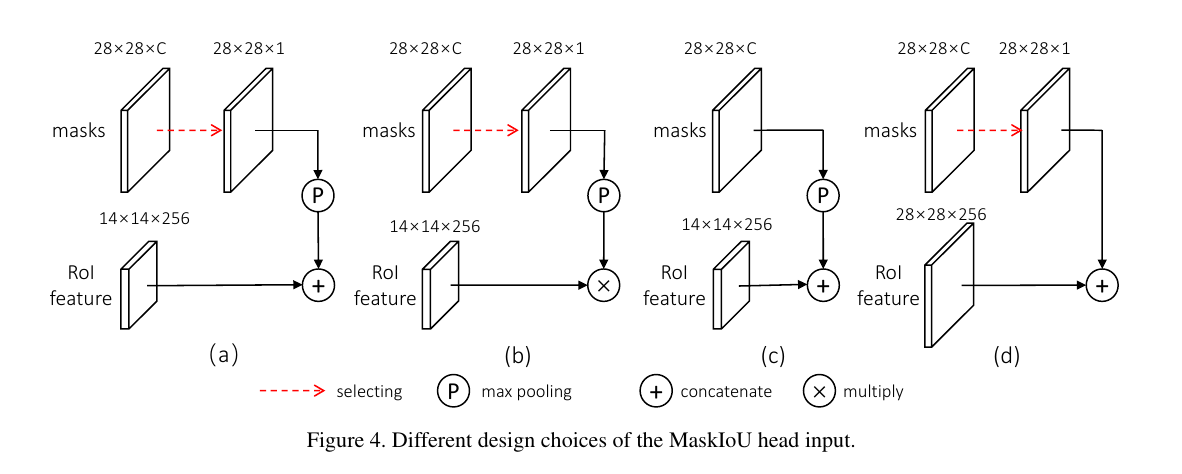 28×28×C 28×28×1 28×28×C 28×28×1 28×28×C 28×28×C 28×28×1
masks masks masks masks
P P P
14×14×256 14×14×256 14×14×256 28×28×256
RoI feature RoI feature RoI feature RoI feature
+ × + +
(a) (b) (c) (d)
selecting P max pooling + concatenate × multiply
Figure 4. Different design choices of the MaskIoU head input.